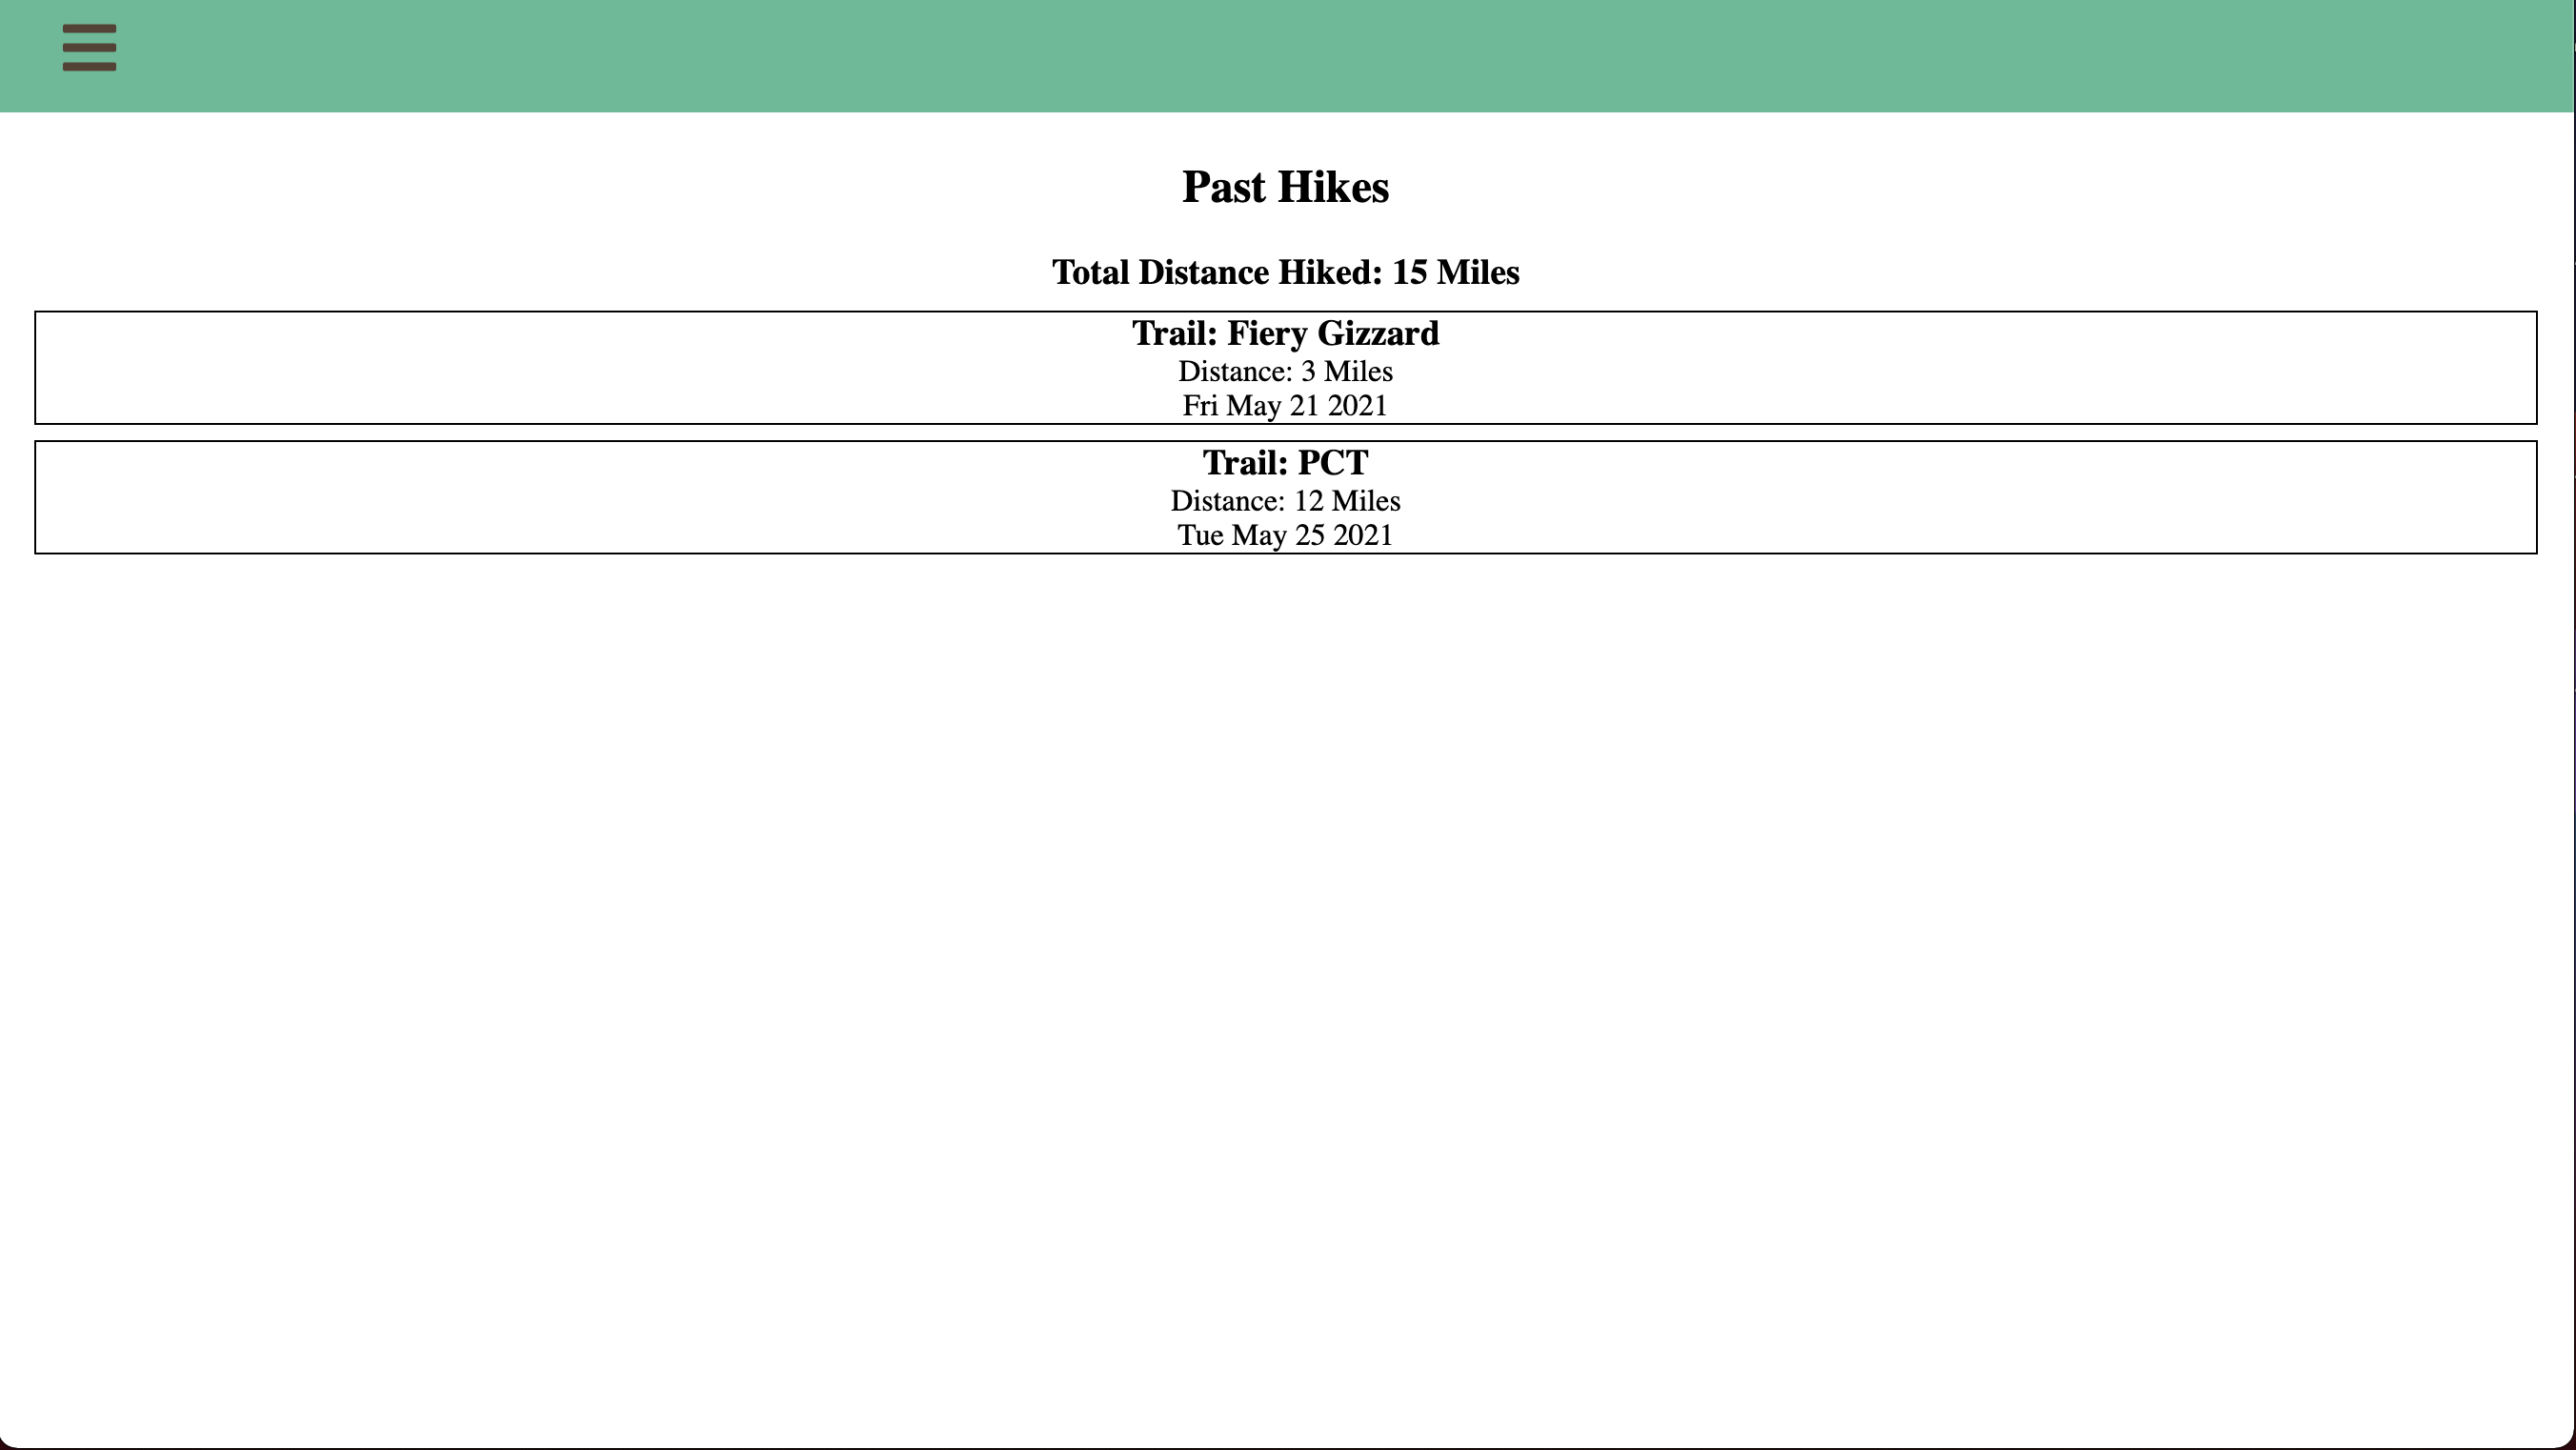 Past Hikes
Total Distance Hiked: 15 Miles
Trail: Fiery Gizzard
Distance: 3 Miles
Fri May 21 2021
Trail: PCT
Distance: 12 Miles
Tue May 25 2021